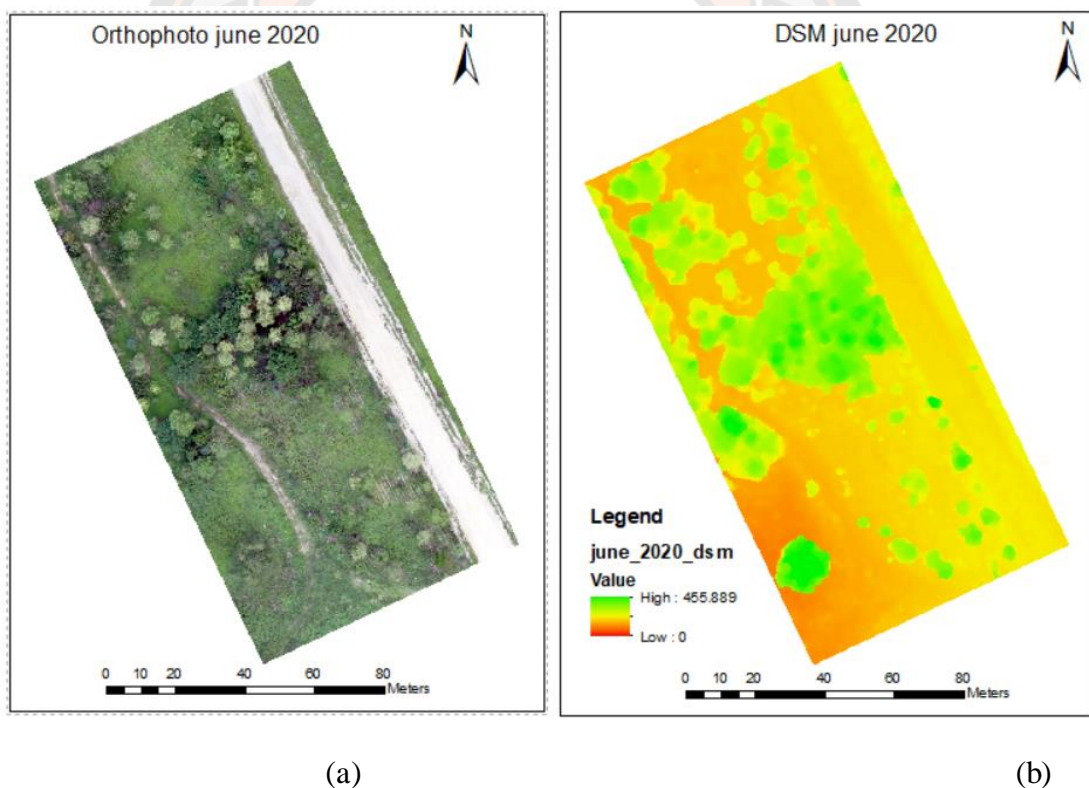 Orthophoto june 2020
N
0 10 20 40 60 80
Meters
DSM june 2020
N
Legend
june_2020_dsm
Value
High : 455.889
Low : 0
0 10 20 40 60 80
Meters
(a) (b)